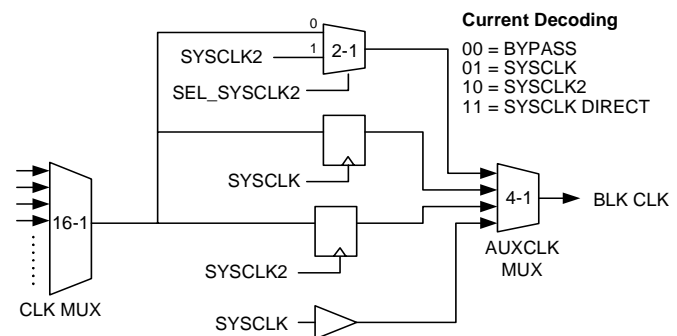 Current Decoding
00 = BYPASS
01 = SYSCLK
10 = SYSCLK2
11 = SYSCLK DIRECT
0
1
SYSCLK2
2-1
SEL_SYSCLK2
SYSCLK
16-1
4-1
BLK CLK
AUXCLK
MUX
SYSCLK2
CLK MUX
SYSCLK